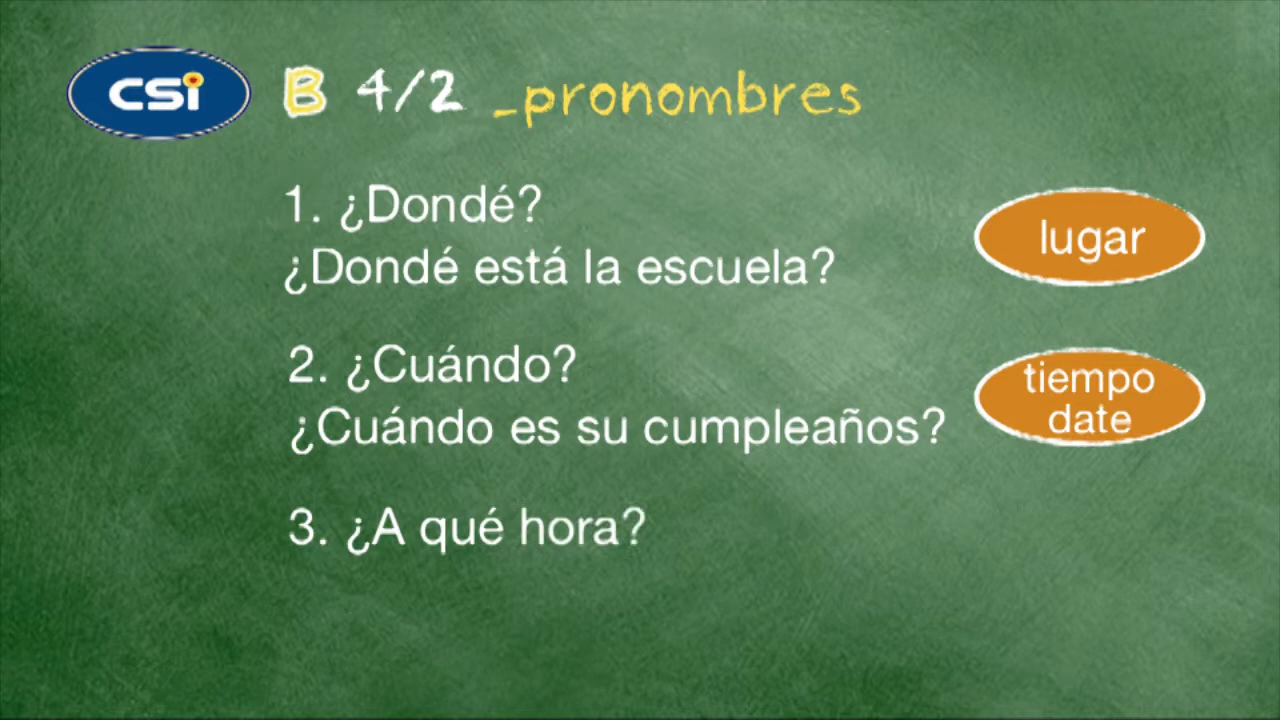 CSi B 4/2 _pronombres
1. ¿Dondé?
¿Dondé está la escuela?
lugar
2. ¿Cuándo?
¿Cuándo es su cumpleaños?
tiempo
date
3. ¿A qué hora?